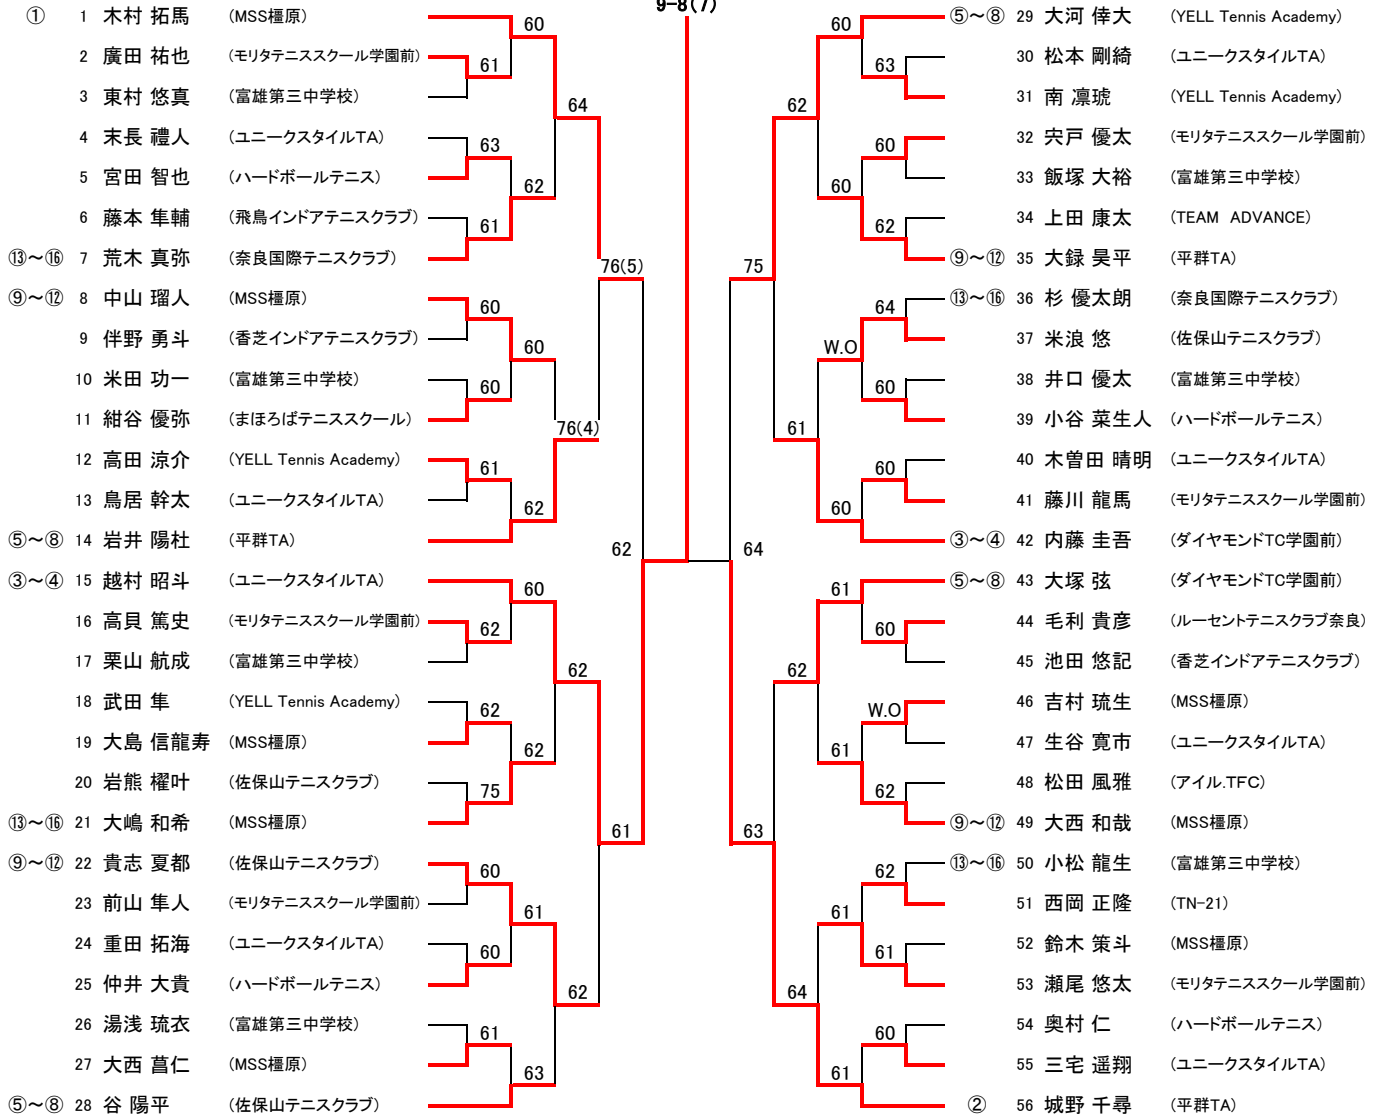 9-8(7)
① 1 木村 拓馬 (MSS橿原)
2 廣田 祐也 (モリタテニススクール学園前)
3 東村 悠真 (富雄第三中学校)
4 末長 禮人 (ユニークスタイルTA)
5 宮田 智也 (ハードボールテニス)
6 藤本 隼輔 (飛鳥インドアテニスクラブ)
⑬～⑯ 7 荒木 真弥 (奈良国際テニスクラブ)
⑨～⑫ 8 中山 瑠人 (MSS橿原)
9 伴野 勇斗 (香芝インドアテニスクラブ)
10 米田 功一 (富雄第三中学校)
11 紺谷 優弥 (まほろばテニススクール)
12 高田 涼介 (YELL Tennis Academy)
13 鳥居 幹太 (ユニークスタイルTA)
⑤～⑧ 14 岩井 陽杜 (平群TA)
③～④ 15 越村 昭斗 (ユニークスタイルTA)
16 高貝 篤史 (モリタテニススクール学園前)
17 栗山 航成 (富雄第三中学校)
18 武田 隼 (YELL Tennis Academy)
19 大島 信龍寿 (MSS橿原)
20 岩熊 櫂叶 (佐保山テニスクラブ)
⑬～⑯ 21 大嶋 和希 (MSS橿原)
⑨～⑫ 22 貴志 夏都 (佐保山テニスクラブ)
23 前山 隼人 (モリタテニススクール学園前)
24 重田 拓海 (ユニークスタイルTA)
25 仲井 大貴 (ハードボールテニス)
26 湯浅 琉衣 (富雄第三中学校)
27 大西 菖仁 (MSS橿原)
⑤～⑧ 28 谷 陽平 (佐保山テニスクラブ)
61
63
61
60
60
61
62
62
75
60
60
61
60
62
60
62
60
62
61
63
64
76(4)
62
62
76(5)
61
62
64
75
63
62
61
62
64
60
60
W.O
60
61
61
61
61
63
60
62
64
60
60
60
W.O
62
62
61
60
⑤～⑧ 29 大河 倖大 (YELL Tennis Academy)
30 松本 剛綺 (ユニークスタイルTA)
31 南 凛琥 (YELL Tennis Academy)
32 宍戸 優太 (モリタテニススクール学園前)
33 飯塚 大裕 (富雄第三中学校)
34 上田 康太 (TEAM ADVANCE)
⑨～⑫ 35 大録 昊平 (平群TA)
⑬～⑯ 36 杉 優太朗 (奈良国際テニスクラブ)
37 米浪 悠 (佐保山テニスクラブ)
38 井口 優太 (富雄第三中学校)
39 小谷 菜生人 (ハードボールテニス)
40 木曽田 晴明 (ユニークスタイルTA)
41 藤川 龍馬 (モリタテニススクール学園前)
③～④ 42 内藤 圭吾 (ダイヤモンドTC学園前)
⑤～⑧ 43 大塚 弦 (ダイヤモンドTC学園前)
44 毛利 貴彦 (ルーセントテニスクラブ奈良)
45 池田 悠記 (香芝インドアテニスクラブ)
46 吉村 琉生 (MSS橿原)
47 生谷 寛市 (ユニークスタイルTA)
48 松田 風雅 (アイル.TFC)
⑨～⑫ 49 大西 和哉 (MSS橿原)
⑬～⑯ 50 小松 龍生 (富雄第三中学校)
51 西岡 正隆 (TN-21)
52 鈴木 策斗 (MSS橿原)
53 瀬尾 悠太 (モリタテニススクール学園前)
54 奥村 仁 (ハードボールテニス)
55 三宅 遥翔 (ユニークスタイルTA)
② 56 城野 千尋 (平群TA)